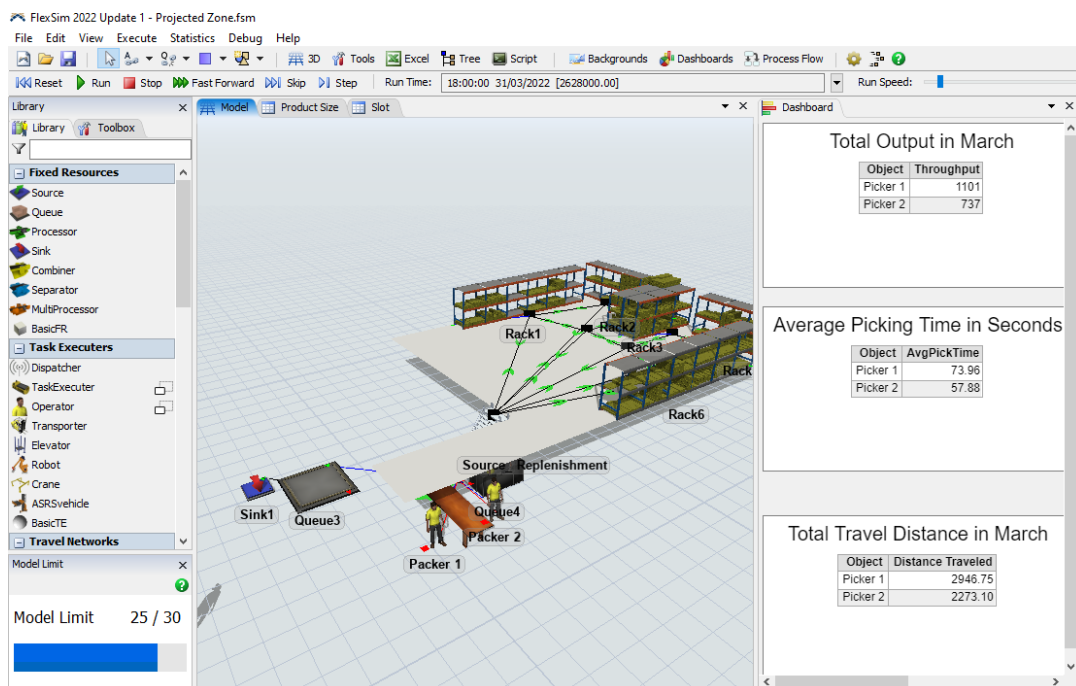 FlexSim 2022 Update 1 - Projected Zone.fsm
File Edit View Execute Statistics Debug Help
3D Tools Excel Tree Script Backgrounds Dashboards Process Flow
Reset Run Stop Fast Forward Skip Step Run Time: 18:00:00 31/03/2022 [2628000.00] Run Speed:
Library
Library Toolbox
Fixed Resources
Source
Queue
Processor
Sink
Combiner
Separator
MultiProcessor
BasicFR
Task Executers
Dispatcher
TaskExecuter
Operator
Transporter
Elevator
Robot
Crane
ASRSvehicle
BasicTE
Travel Networks
Model Limit
Model Limit 25 / 30
Model Product Size Slot
Rack1
Rack2
Rack3
Rack
Rack6
Source_Replenishment
Sink1
Queue3
Queue4
Packer 2
Packer 1
Dashboard
Total Output in March
Object Throughput
Picker 1 1101
Picker 2 737
Average Picking Time in Seconds
Object AvgPickTime
Picker 1 73.96
Picker 2 57.88
Total Travel Distance in March
Object Distance Traveled
Picker 1 2946.75
Picker 2 2273.10